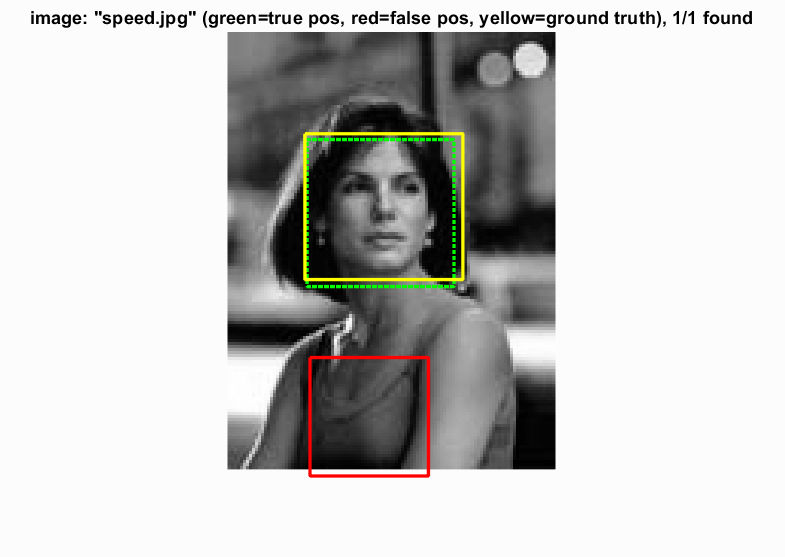 image: "speed.jpg" (green=true pos, red=false pos, yellow=ground truth), 1/1 found